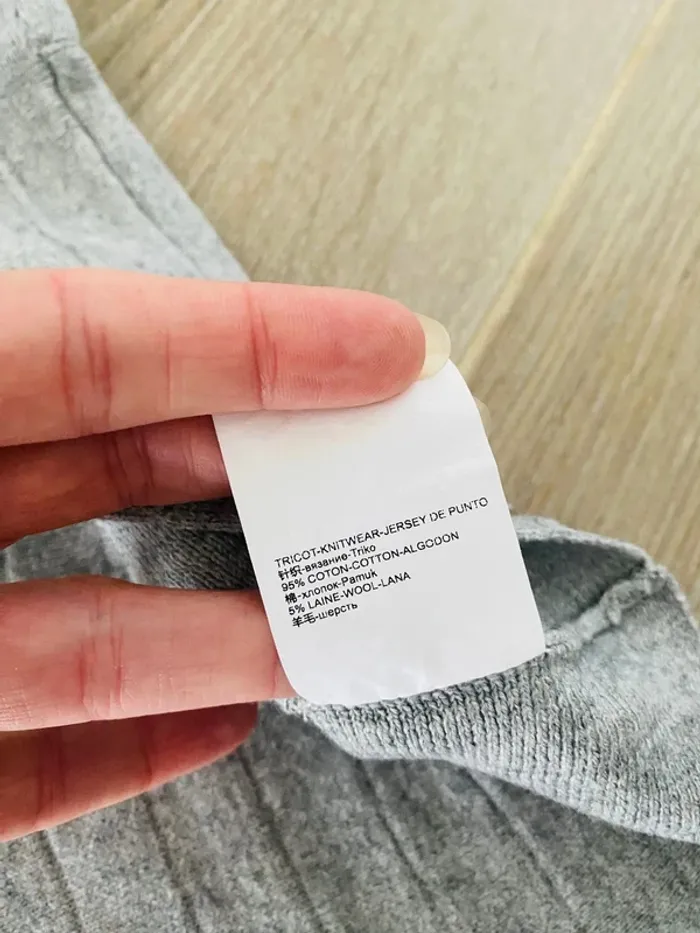 TRICOT-KNITWEAR-JERSEY DE PUNTO
针织-вязание-Triko
95% COTON-COTTON-ALGODON
棉-хлопок-Pamuk
5% LAINE-WOOL-LANA
羊毛-шерсть